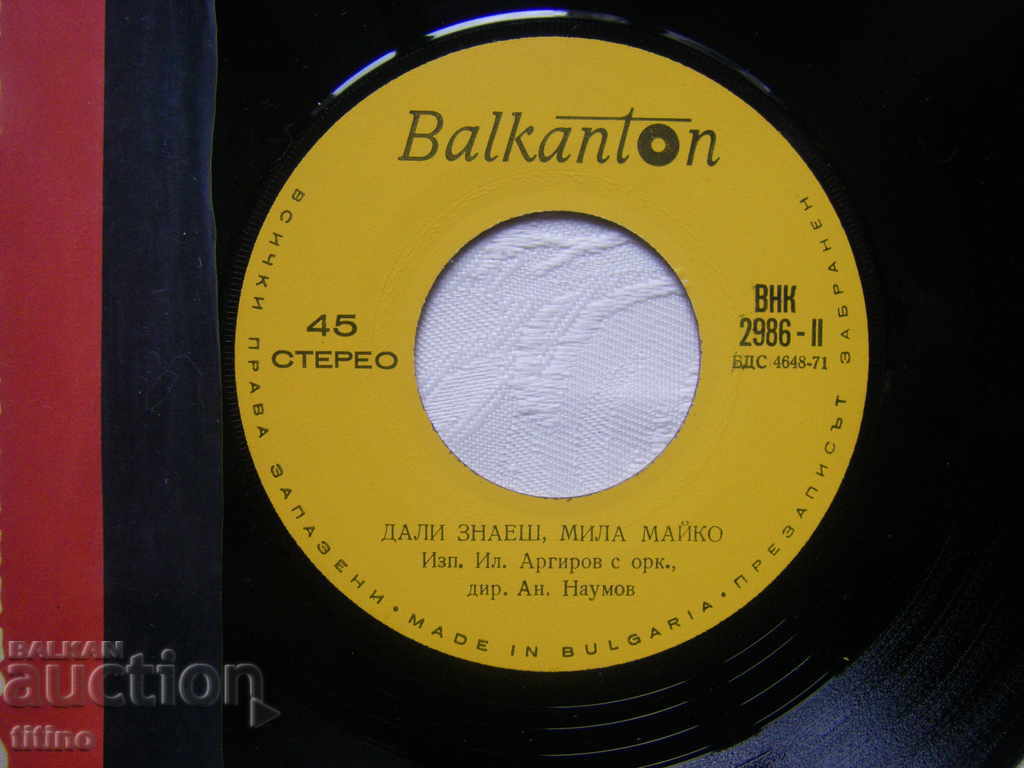 Balkanton
45
СТЕРЕО
ВНК
2986-II
БДС 4648-71
ДАЛИ ЗНАЕШ, МИЛА МАЙКО
Изп. Ил. Аргиров с орк.,
дир. Ан. Наумов
ВСИЧКИ ПРАВА ЗАПАЗЕНИ • MADE IN BULGARIA • ПРЕЗАПИСЪТ ЗАБРАНЕН
BALKAN
auction
titino